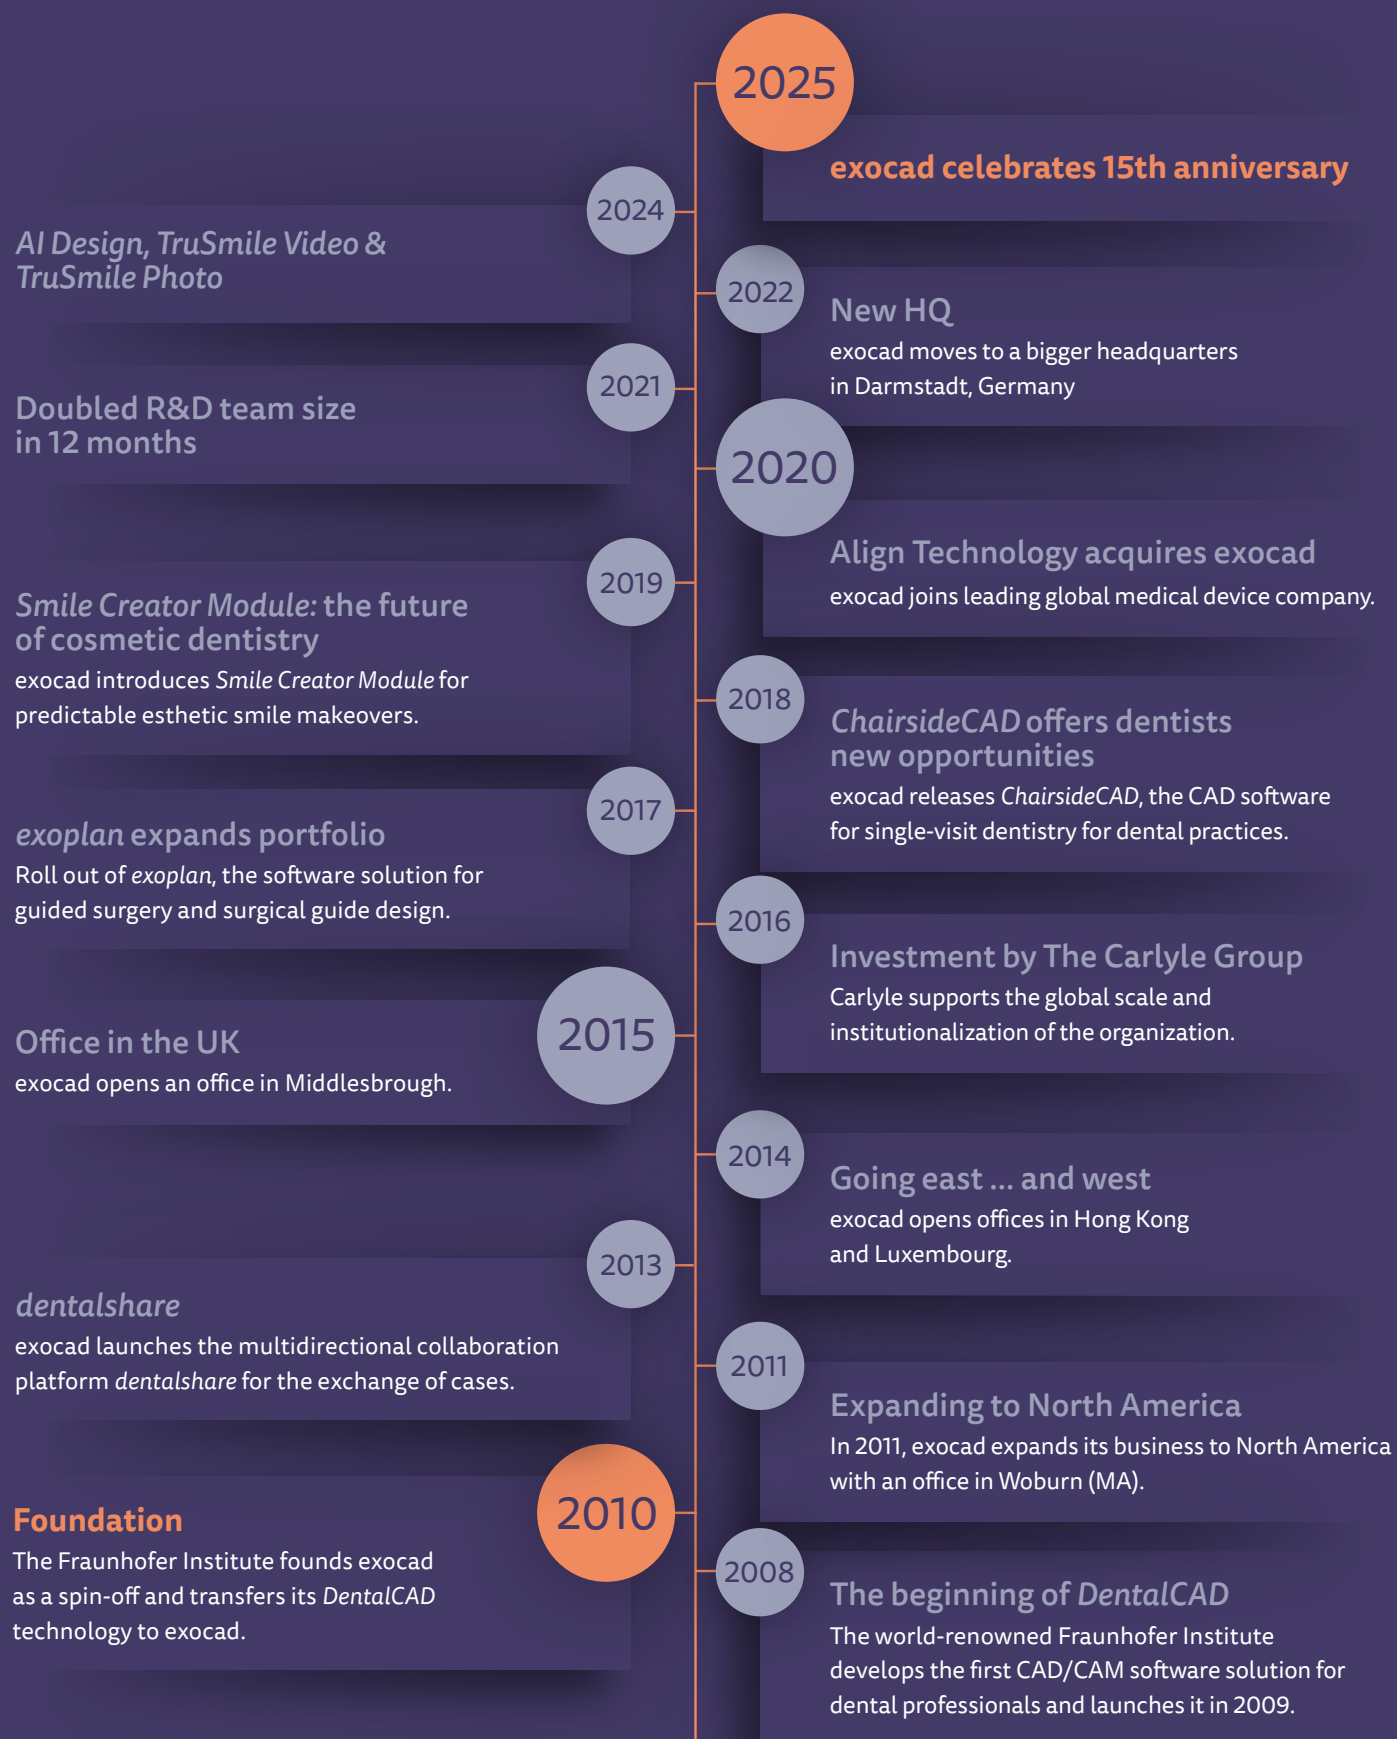 2025
exocad celebrates 15th anniversary
2024
AI Design, TruSmile Video &
TruSmile Photo
2022
New HQ
exocad moves to a bigger headquarters
in Darmstadt, Germany
2021
Doubled R&D team size
in 12 months
2020
Align Technology acquires exocad
exocad joins leading global medical device company.
2019
Smile Creator Module: the future
of cosmetic dentistry
exocad introduces Smile Creator Module for
predictable esthetic smile makeovers.
2018
ChairsideCAD offers dentists
new opportunities
exocad releases ChairsideCAD, the CAD software
for single-visit dentistry for dental practices.
2017
exoplan expands portfolio
Roll out of exoplan, the software solution for
guided surgery and surgical guide design.
2016
Investment by The Carlyle Group
Carlyle supports the global scale and
institutionalization of the organization.
2015
Office in the UK
exocad opens an office in Middlesbrough.
2014
Going east ... and west
exocad opens offices in Hong Kong
and Luxembourg.
2013
dentalshare
exocad launches the multidirectional collaboration
platform dentalshare for the exchange of cases.
2011
Expanding to North America
In 2011, exocad expands its business to North America
with an office in Woburn (MA).
2010
Foundation
The Fraunhofer Institute founds exocad
as a spin-off and transfers its DentalCAD
technology to exocad.
2008
The beginning of DentalCAD
The world-renowned Fraunhofer Institute
develops the first CAD/CAM software solution for
dental professionals and launches it in 2009.